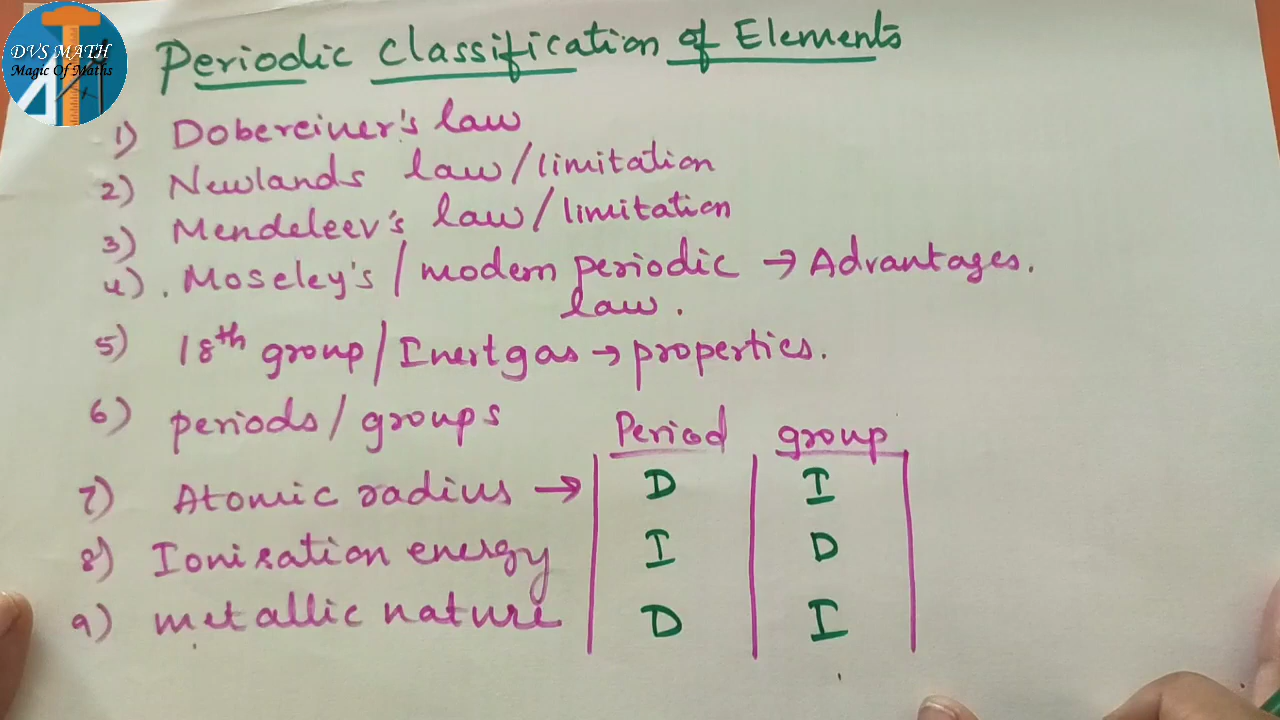 DVS MATH
Magic Of Maths
Periodic Classification of Elements
1) Dobereiner's law
2) Newlands law/limitation
3) Mendeleev's law/limitation
4). Moseley's/modern periodic → Advantages.
law.
5) 18th group/Inert gas → properties.
6) periods/groups
Period group
7) Atomic radius → D I
8) Ionisation energy I D
9) metallic nature D I